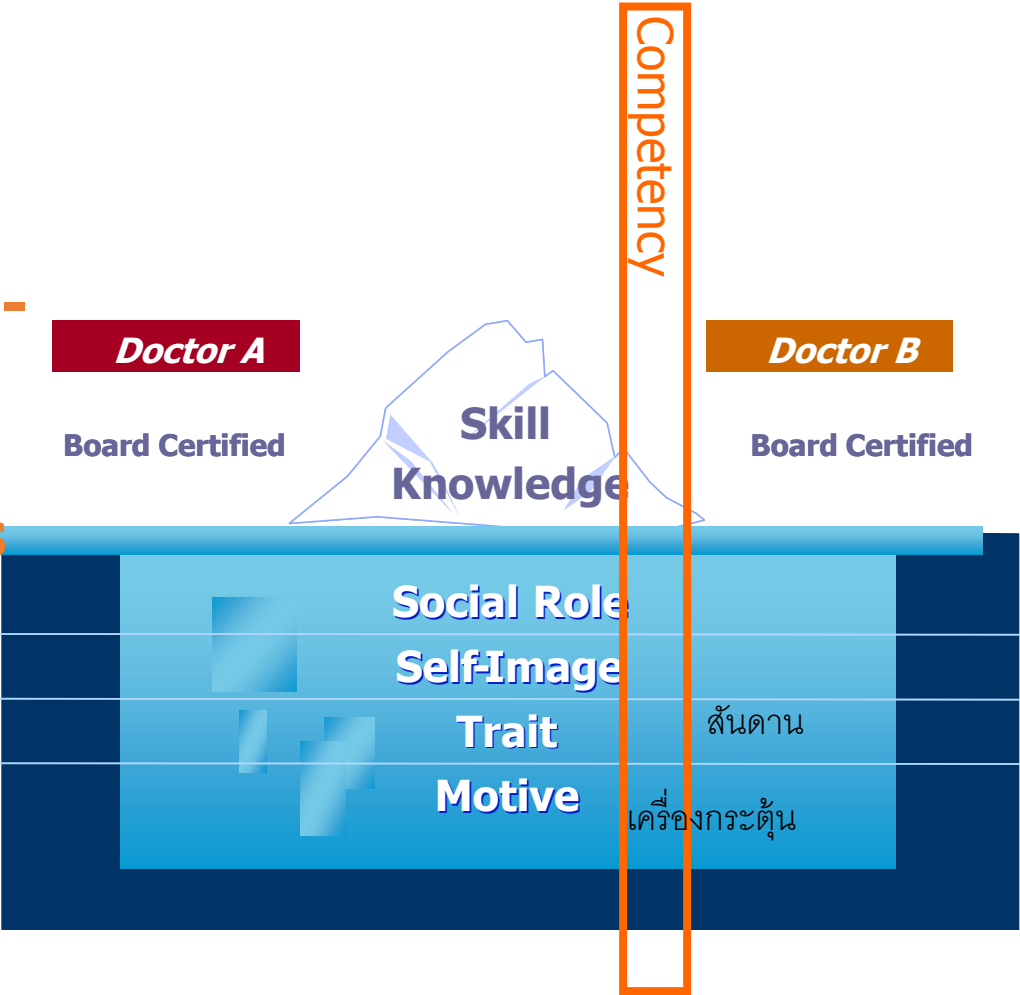 Competency
Doctor A
Doctor B
Skill
Board Certified
Board Certified
Knowledge
Social Role
Self-Image
Trait
สันดาน
Motive
เครื่องกระตุ้น